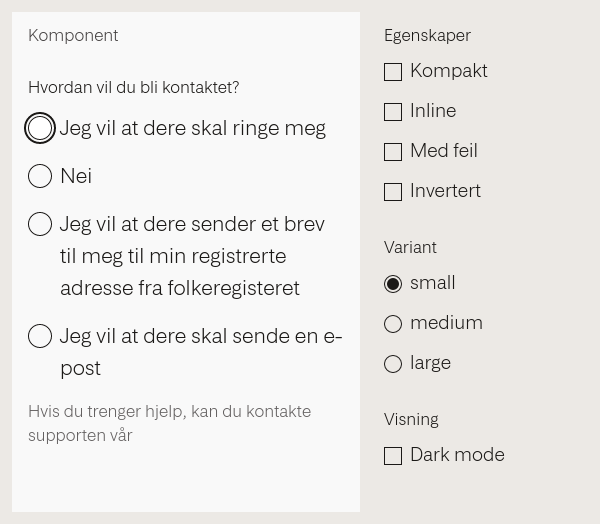 Komponent
Hvordan vil du bli kontaktet?
Jeg vil at dere skal ringe meg
Nei
Jeg vil at dere sender et brev
til meg til min registrerte
adresse fra folkeregisteret
Jeg vil at dere skal sende en e-
post
Hvis du trenger hjelp, kan du kontakte
supporten vår
Egenskaper
Kompakt
Inline
Med feil
Invertert
Variant
small
medium
large
Visning
Dark mode